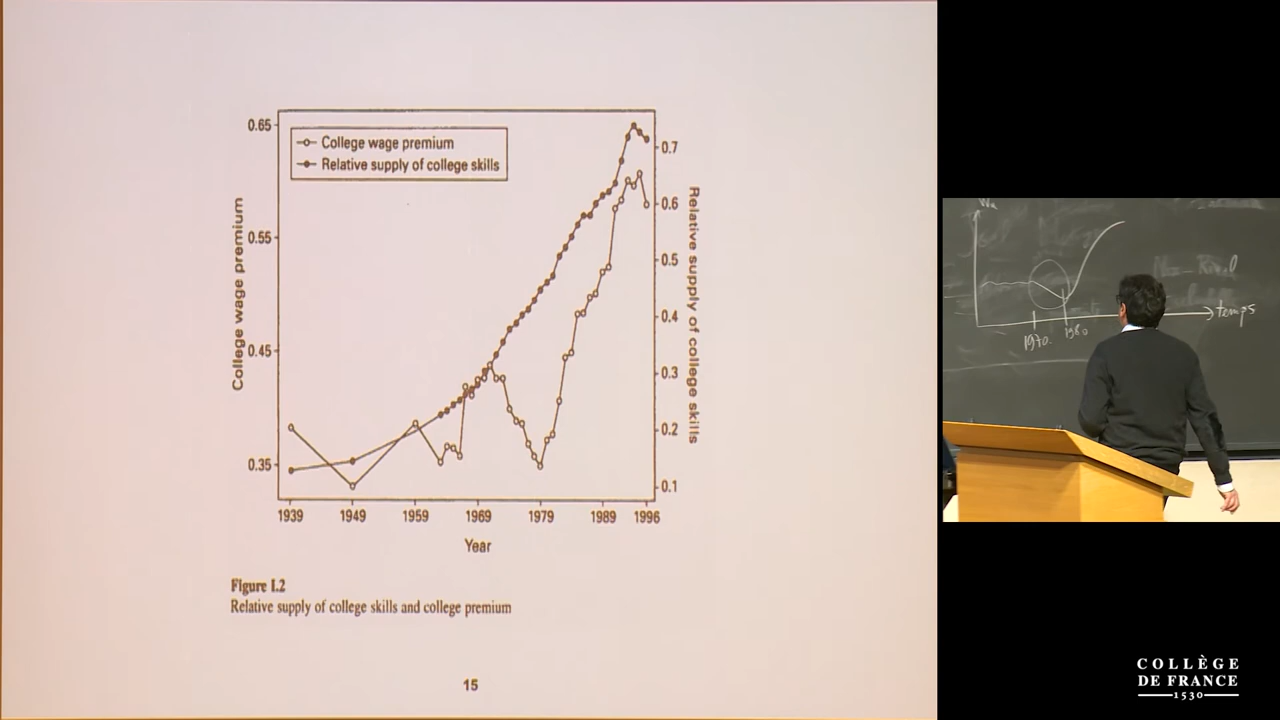 0.65
0.55
0.45
0.35
College wage premium
College wage premium
Relative supply of college skills
0.7
0.6
0.5
0.4
0.3
0.2
0.1
Relative supply of college skills
1939 1949 1959 1969 1979 1989 1996
Year
Figure I.2
Relative supply of college skills and college premium
15
temps
1970 1980
COLLÈGE
DE FRANCE
1530